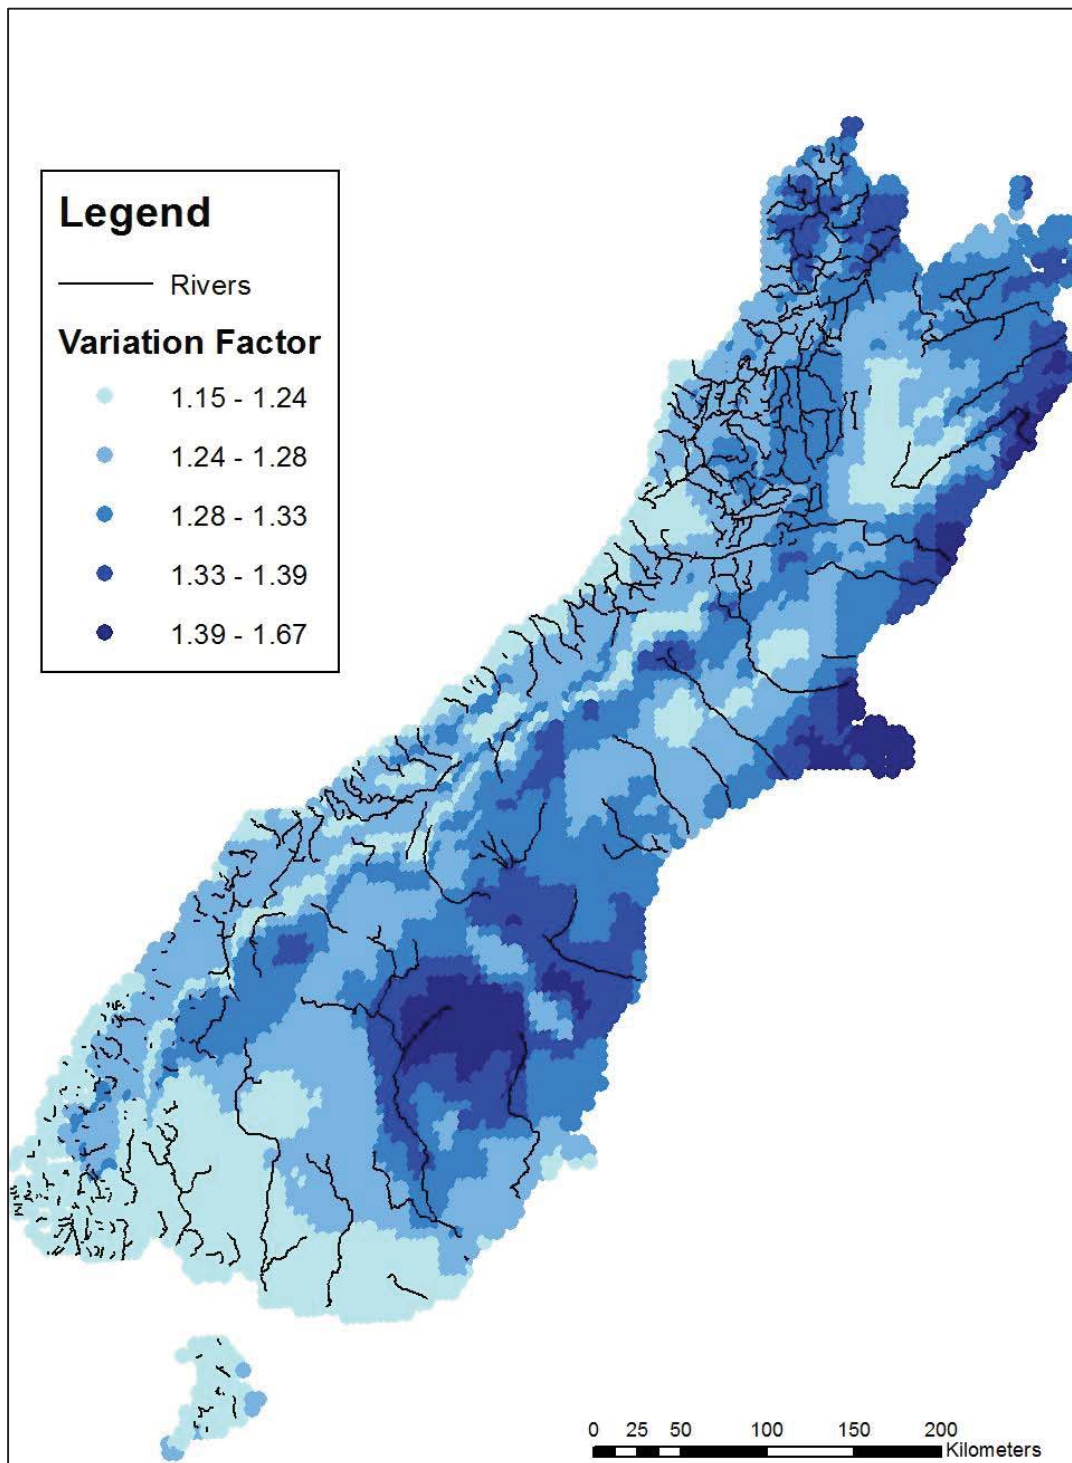 Legend
Rivers
Variation Factor
1.15 - 1.24
1.24 - 1.28
1.28 - 1.33
1.33 - 1.39
1.39 - 1.67
0 25 50 100 150 200
Kilometers